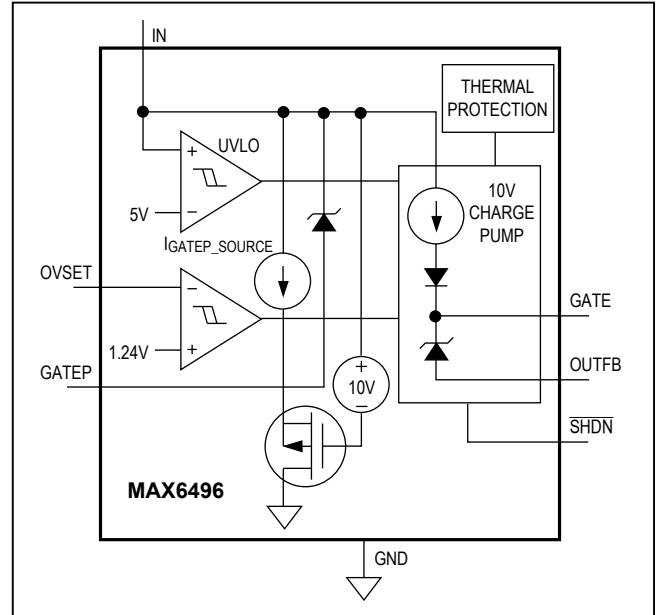 IN
THERMAL
PROTECTION
UVLO
+
−
5V
10V
CHARGE
PUMP
IGATEP_SOURCE
OVSET
−
+
1.24V
GATE
GATEP
OUTFB
+
10V
−
SHDN
MAX6496
GND